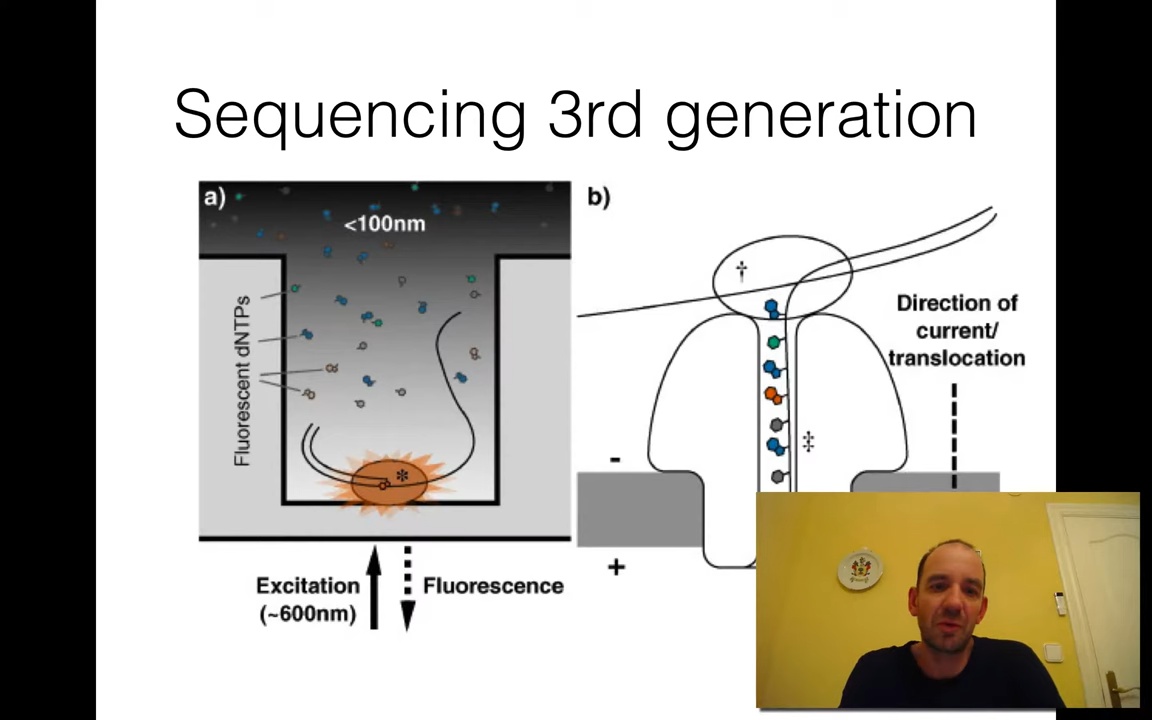 Sequencing 3rd generation
a)
<100nm
Fluorescent dNTPs
*
Excitation
(~600nm)
Fluorescence
b)
†
‡
Direction of
current/
translocation
-
+